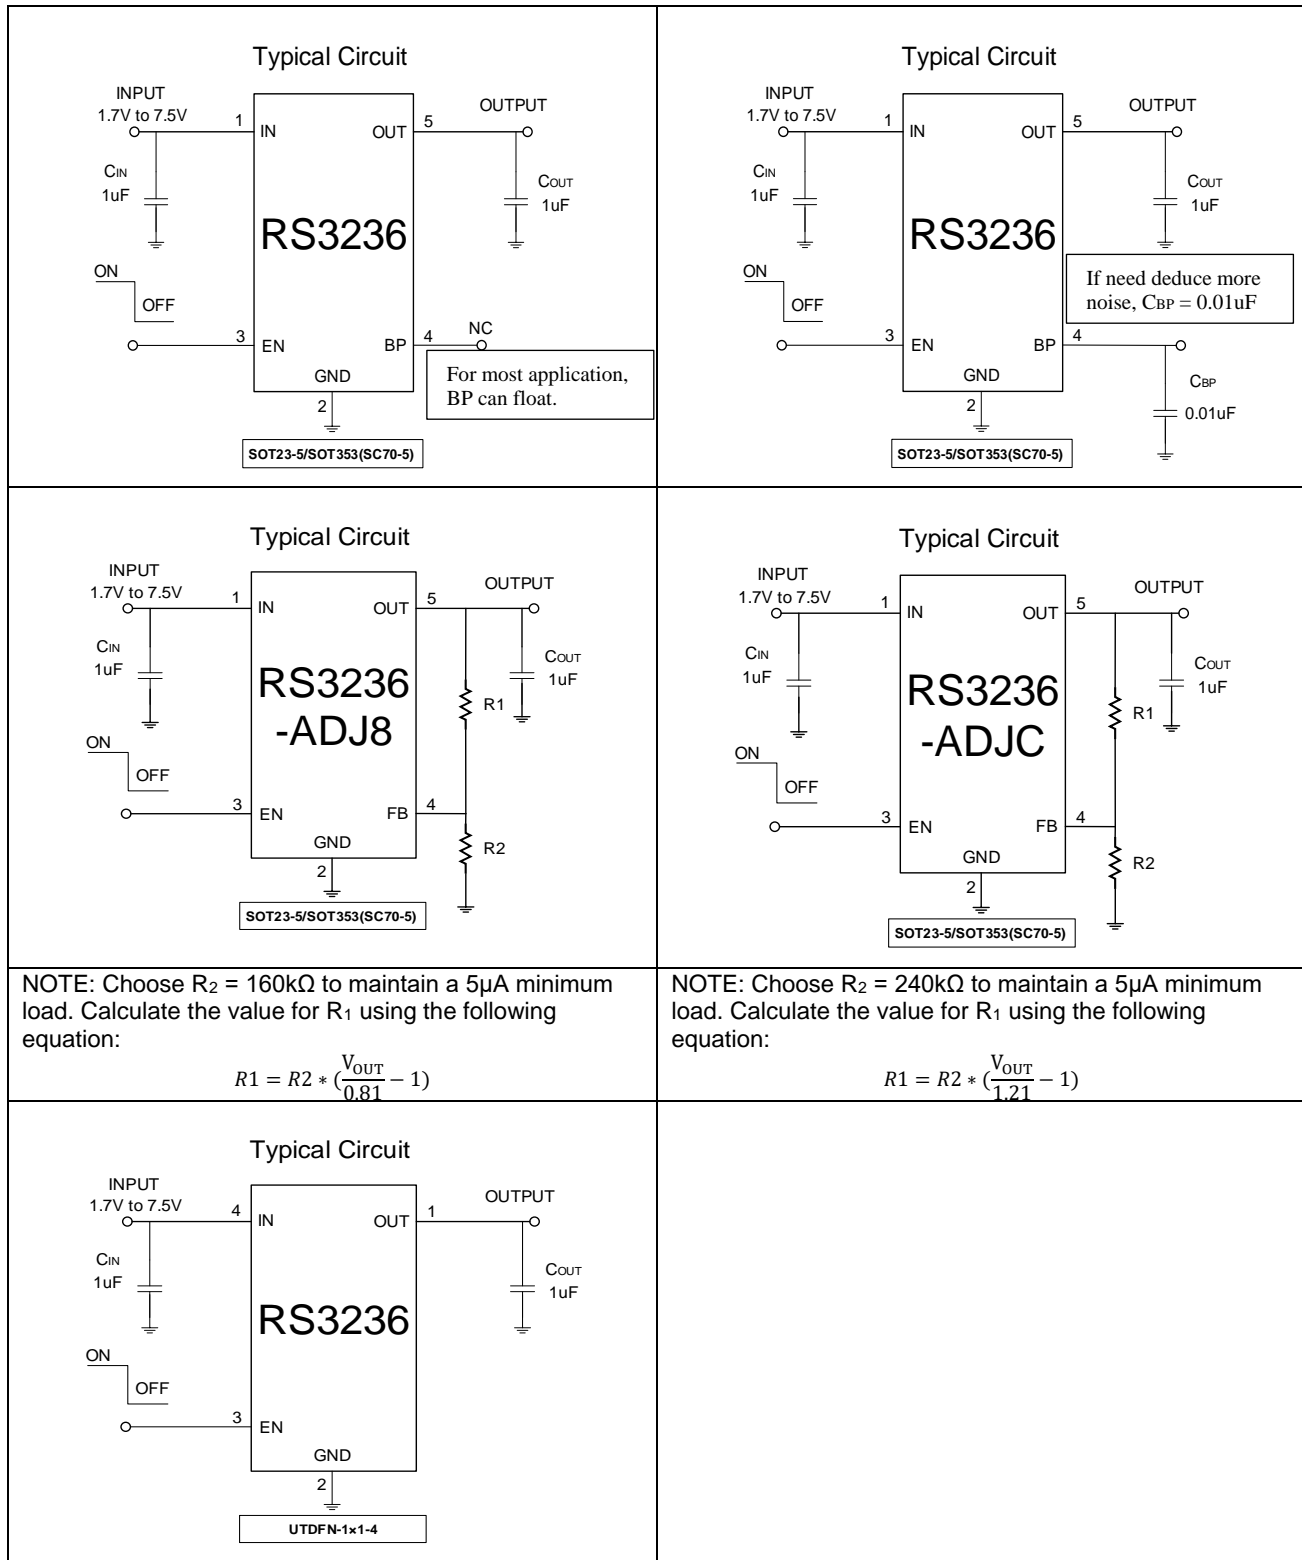 Typical Circuit
INPUT
1.7V to 7.5V
OUTPUT
1
IN
OUT
5
CIN
1uF
COUT
1uF
RS3236
ON
OFF
NC
3
EN
BP
4
For most application,
BP can float.
GND
2
SOT23-5/SOT353(SC70-5)
Typical Circuit
INPUT
1.7V to 7.5V
OUTPUT
1
IN
OUT
5
CIN
1uF
COUT
1uF
RS3236
If need deduce more
noise, CBP = 0.01uF
ON
OFF
3
EN
BP
4
GND
CBP
0.01uF
2
SOT23-5/SOT353(SC70-5)
Typical Circuit
INPUT
1.7V to 7.5V
OUTPUT
1
IN
OUT
5
CIN
1uF
COUT
1uF
RS3236
-ADJ8
R1
ON
OFF
3
EN
FB
4
GND
R2
2
SOT23-5/SOT353(SC70-5)
Typical Circuit
INPUT
1.7V to 7.5V
OUTPUT
1
IN
OUT
5
CIN
1uF
COUT
1uF
RS3236
-ADJC
R1
ON
OFF
3
EN
FB
4
GND
R2
2
SOT23-5/SOT353(SC70-5)
NOTE: Choose R2 = 160kΩ to maintain a 5µA minimum
load. Calculate the value for R1 using the following
equation:
R1 = R2 * (VOUT/0.81 − 1)
NOTE: Choose R2 = 240kΩ to maintain a 5µA minimum
load. Calculate the value for R1 using the following
equation:
R1 = R2 * (VOUT/1.21 − 1)
Typical Circuit
INPUT
1.7V to 7.5V
OUTPUT
4
IN
OUT
1
CIN
1uF
COUT
1uF
RS3236
ON
OFF
3
EN
GND
2
UTDFN-1×1-4